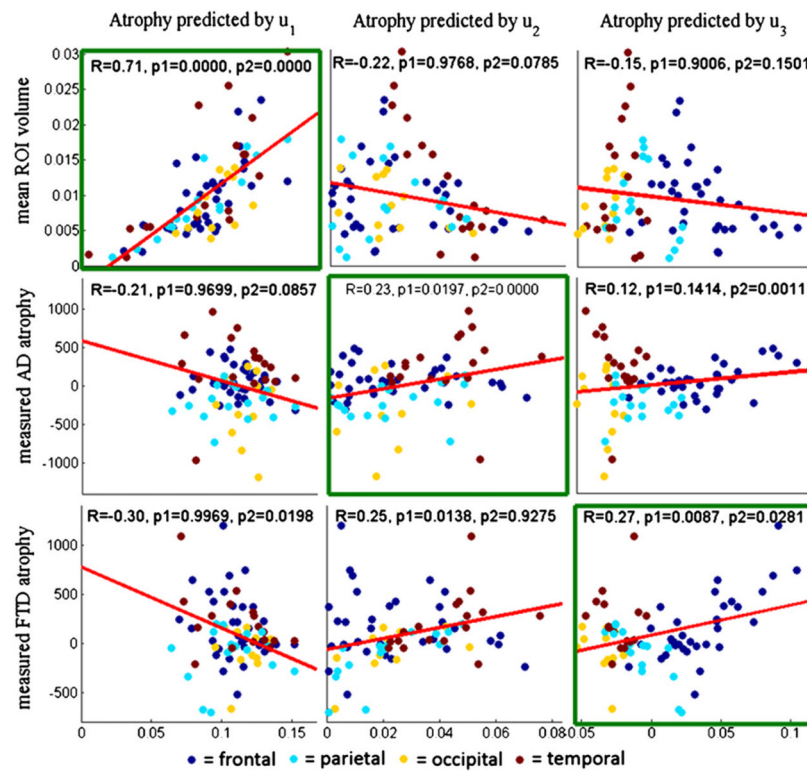 Atrophy predicted by u1 Atrophy predicted by u2 Atrophy predicted by u3
mean ROI volume
0.03
0.025
0.02
0.015
0.01
0.005
0
R=0.71, p1=0.0000, p2=0.0000
R=-0.22, p1=0.9768, p2=0.0785
R=-0.15, p1=0.9006, p2=0.1501
measured AD atrophy
1000
500
0
-500
-1000
R=-0.21, p1=0.9699, p2=0.0857
R=0.23, p1=0.0197, p2=0.0000
R=0.12, p1=0.1414, p2=0.0011
measured FTD atrophy
1000
500
0
-500
R=-0.30, p1=0.9969, p2=0.0198
R=0.25, p1=0.0138, p2=0.9275
R=0.27, p1=0.0087, p2=0.0281
0 0.05 0.1 0.15 0 0.02 0.04 0.06 0.08 0.05 0 0.05 0.1
= frontal = parietal = occipital = temporal